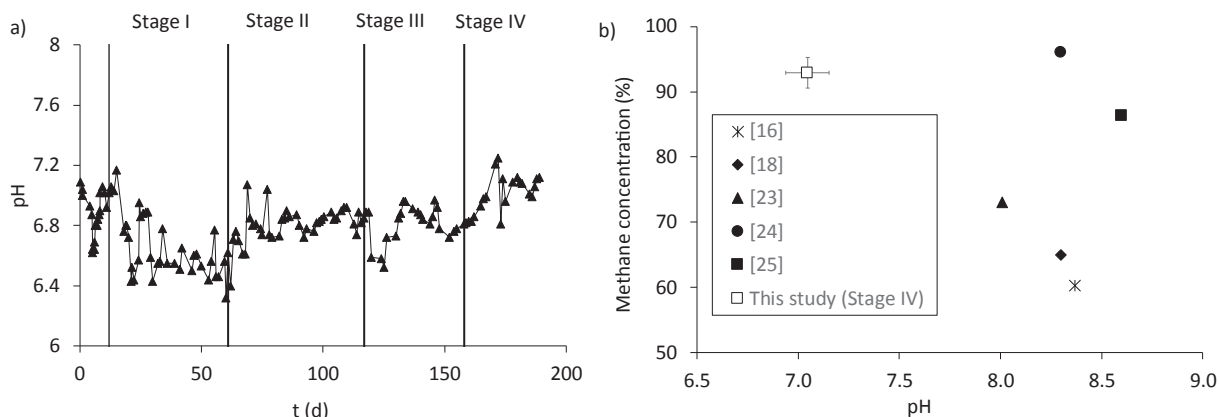 a)
Stage I
Stage II
Stage III
Stage IV
8
7.6
7.2
6.8
6.4
6
pH
0
50
100
150
200
t (d)
b)
100
90
80
70
60
50
Methane concentration (%)
[16]
[18]
[23]
[24]
[25]
This study (Stage IV)
6.5
7.0
7.5
8.0
8.5
9.0
pH